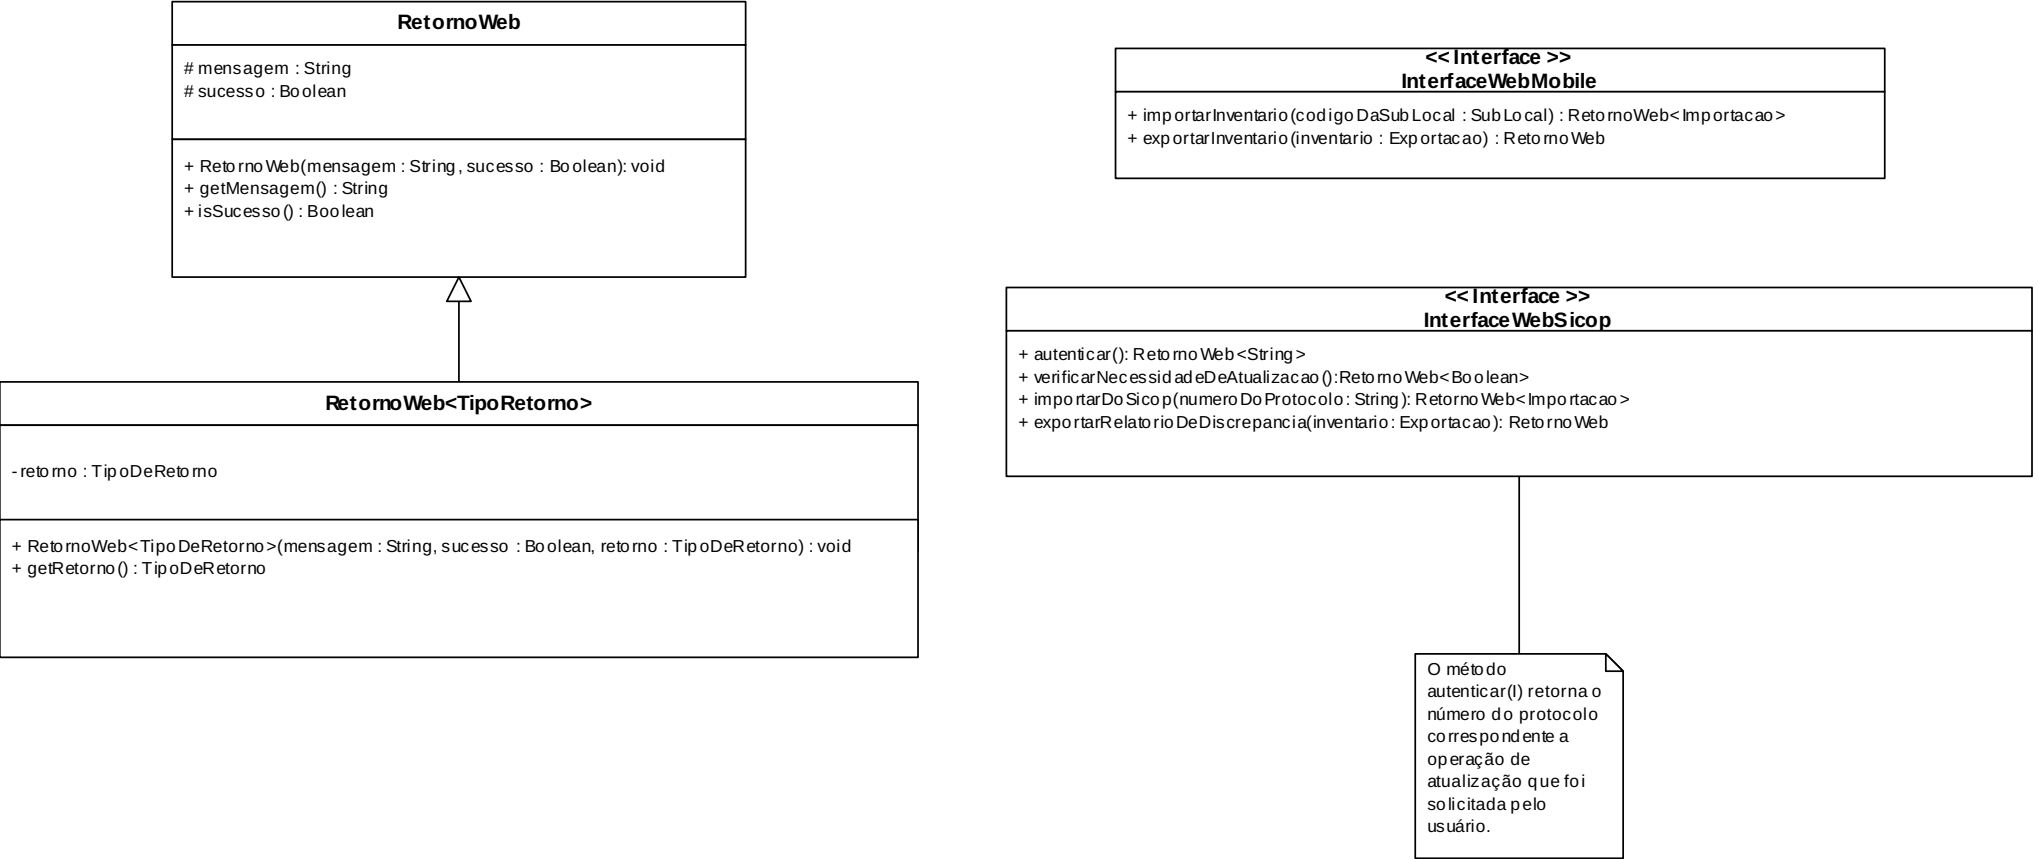 RetornoWeb
# mensagem : String
# sucesso : Boolean
+ RetornoWeb(mensagem : String, sucesso : Boolean): void
+ getMensagem() : String
+ isSucesso() : Boolean
RetornoWeb<TipoRetorno>
- retorno : TipoDeRetorno
+ RetornoWeb<TipoDeRetorno>(mensagem : String, sucesso : Boolean, retorno : TipoDeRetorno) : void
+ getRetorno() : TipoDeRetorno
<< Interface >>
InterfaceWebMobile
+ importarInventario(codigoDaSubLocal : SubLocal) : RetornoWeb<Importacao>
+ exportarInventario(inventario : Exportacao) : RetornoWeb
<< Interface >>
InterfaceWebSicop
+ autenticar(): RetornoWeb<String>
+ verificarNecessidadeDeAtualizacao():RetornoWeb<Boolean>
+ importarDoSicop(numeroDoProtocolo: String): RetornoWeb<Importacao>
+ exportarRelatorioDeDiscrepancia(inventario: Exportacao): RetornoWeb
O método
autenticar(I) retorna o
número do protocolo
correspondente a
operação de
atualização que foi
solicitada pelo
usuário.